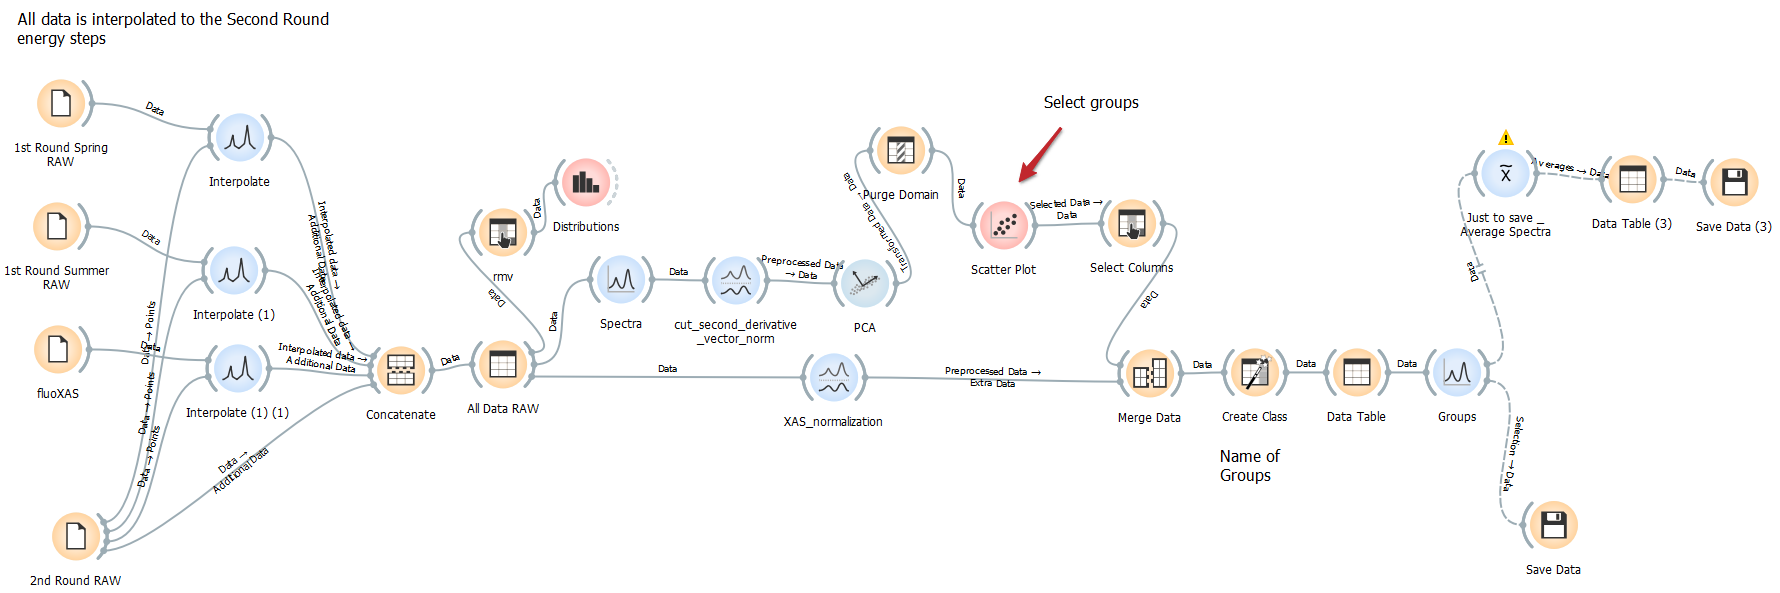 All data is interpolated to the Second Round
energy steps
1st Round Spring
RAW
Data
Interpolate
1st Round Summer
RAW
Data
Interpolate (1)
fluoXAS
Data
Interpolate (1) (1)
2nd Round RAW
Data → Points
Data → Points
Data → Points
Interpolated data →
Additional Data
Interpolated data →
Additional Data
Interpolated data →
Additional Data
Data →
Additional Data
Concatenate
Data
All Data RAW
Data
rmv
Data
Distributions
Data
Spectra
Data
cut_second_derivative
_vector_norm
Preprocessed Data
→ Data
PCA
Transformed Data → Data
Purge Domain
Data
Select groups
Scatter Plot
Selected Data →
Data
Select Columns
Data
Data
XAS_normalization
Preprocessed Data →
Extra Data
Merge Data
Data
Create Class
Name of
Groups
Data
Data Table
Data
Groups
Data
Just to save _
Average Spectra
Averages → Data
Data Table (3)
Data
Save Data (3)
Selection → Data
Save Data